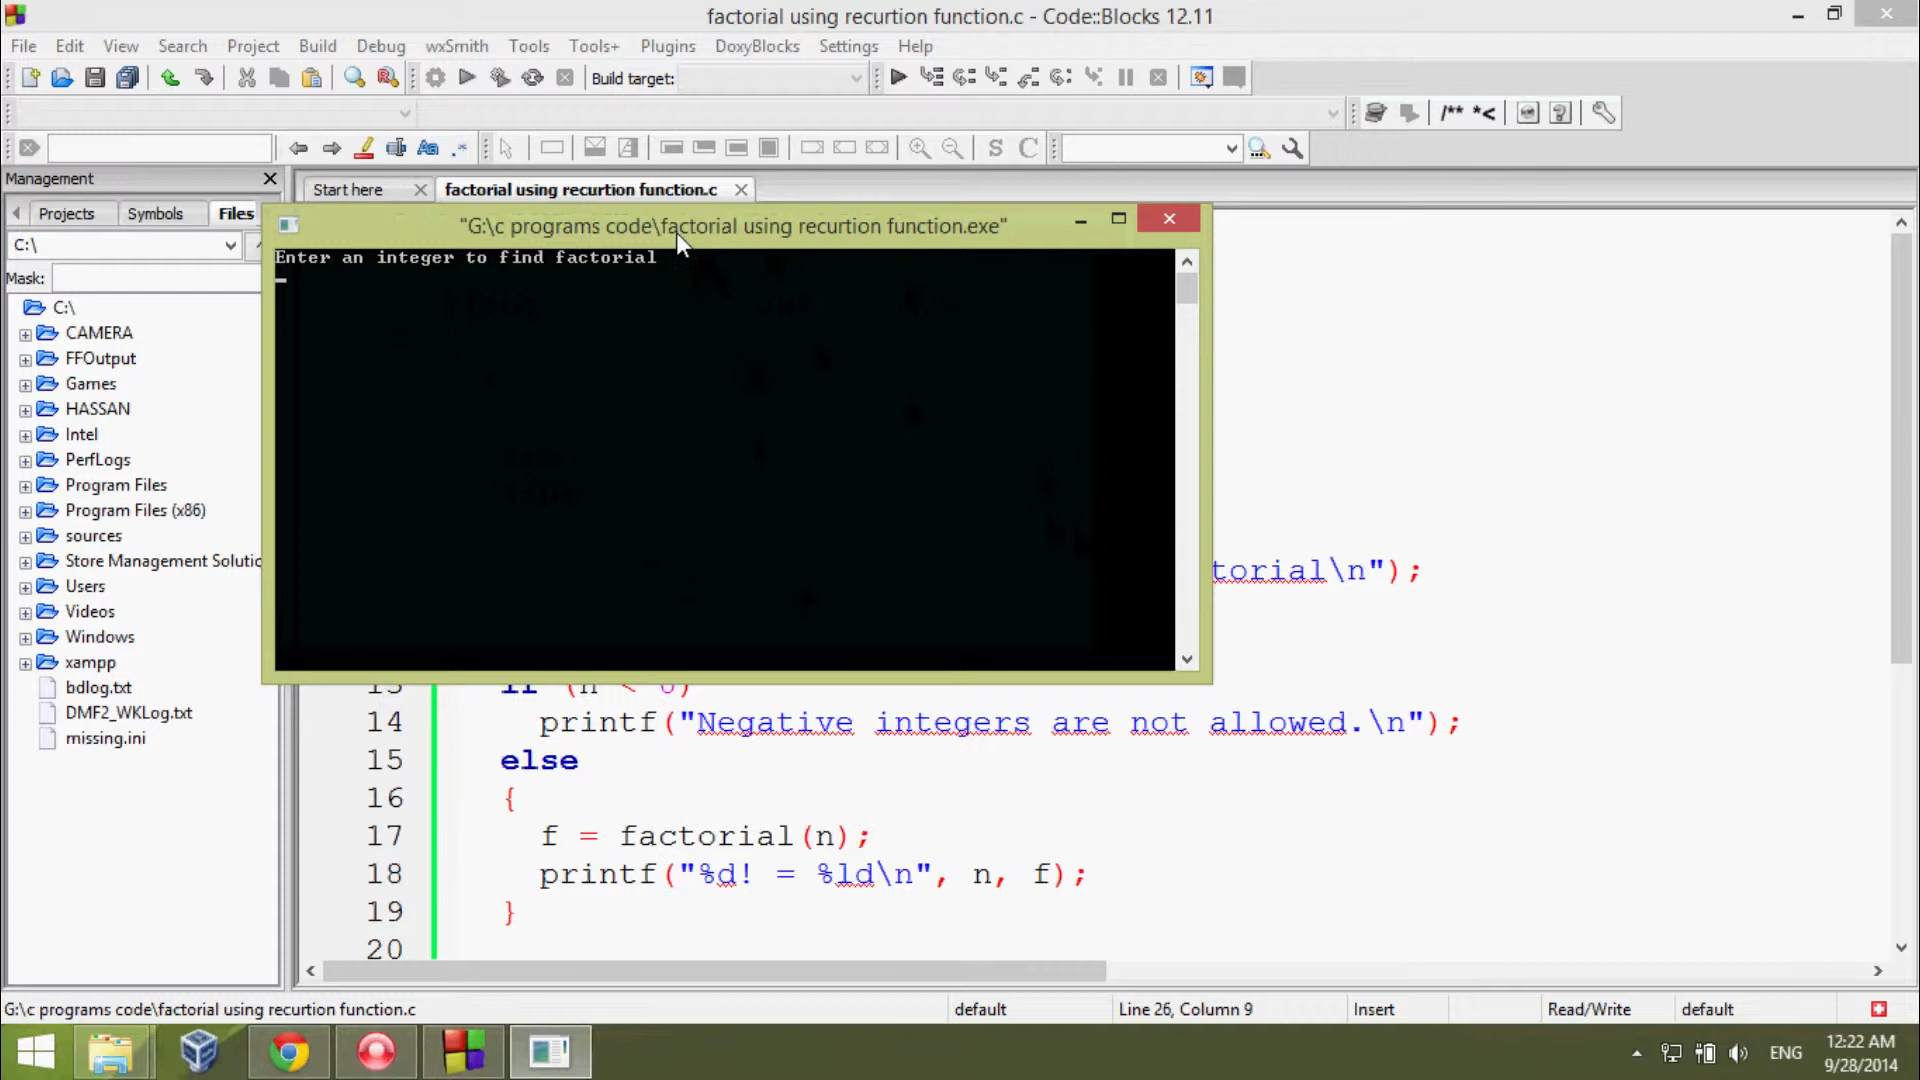 factorial using recurtion function.c - Code::Blocks 12.11
File Edit View Search Project Build Debug wxSmith Tools Tools+ Plugins DoxyBlocks Settings Help
Build target:
/** *<
S C
Management
Start here factorial using recurtion function.c
Projects Symbols Files
"G:\c programs code\factorial using recurtion function.exe"
C:\
Enter an integer to find factorial
Mask:
C:\
CAMERA
FFOutput
Games
HASSAN
Intel
PerfLogs
Program Files
Program Files (x86)
sources
Store Management Solutic
torial\n");
Users
Videos
Windows
xampp
bdlog.txt
DMF2_WKLog.txt
missing.ini
13 if (n < 0)
14 printf("Negative integers are not allowed.\n");
15 else
16 {
17 f = factorial(n);
18 printf("%d! = %ld\n", n, f);
19 }
20
G:\c programs code\factorial using recurtion function.c default Line 26, Column 9 Insert Read/Write default
ENG
12:22 AM
9/28/2014